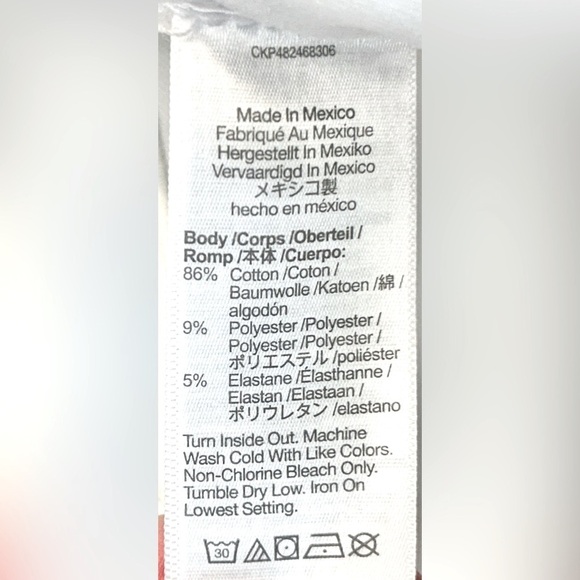 CKP482468306
Made In Mexico
Fabriqué Au Mexique
Hergestellt In Mexiko
Vervaardigd In Mexico
メキシコ製
hecho en méxico
Body /Corps /Oberteil /
Romp /本体 /Cuerpo:
86% Cotton /Coton /
Baumwolle /Katoen /綿 /
algodón
9% Polyester /Polyester /
Polyester /Polyester /
ポリエステル /poliéster
5% Elastane /Élasthanne /
Elastan /Elastaan /
ポリウレタン /elastano
Turn Inside Out. Machine
Wash Cold With Like Colors.
Non-Chlorine Bleach Only.
Tumble Dry Low. Iron On
Lowest Setting.
30